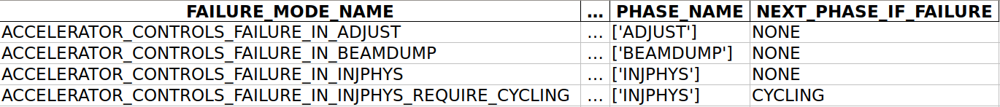 FAILURE_MODE_NAME ... PHASE_NAME NEXT_PHASE_IF_FAILURE
ACCELERATOR_CONTROLS_FAILURE_IN_ADJUST ... ['ADJUST'] NONE
ACCELERATOR_CONTROLS_FAILURE_IN_BEAMDUMP ... ['BEAMDUMP'] NONE
ACCELERATOR_CONTROLS_FAILURE_IN_INJPHYS ... ['INJPHYS'] NONE
ACCELERATOR_CONTROLS_FAILURE_IN_INJPHYS_REQUIRE_CYCLING ... ['INJPHYS'] CYCLING